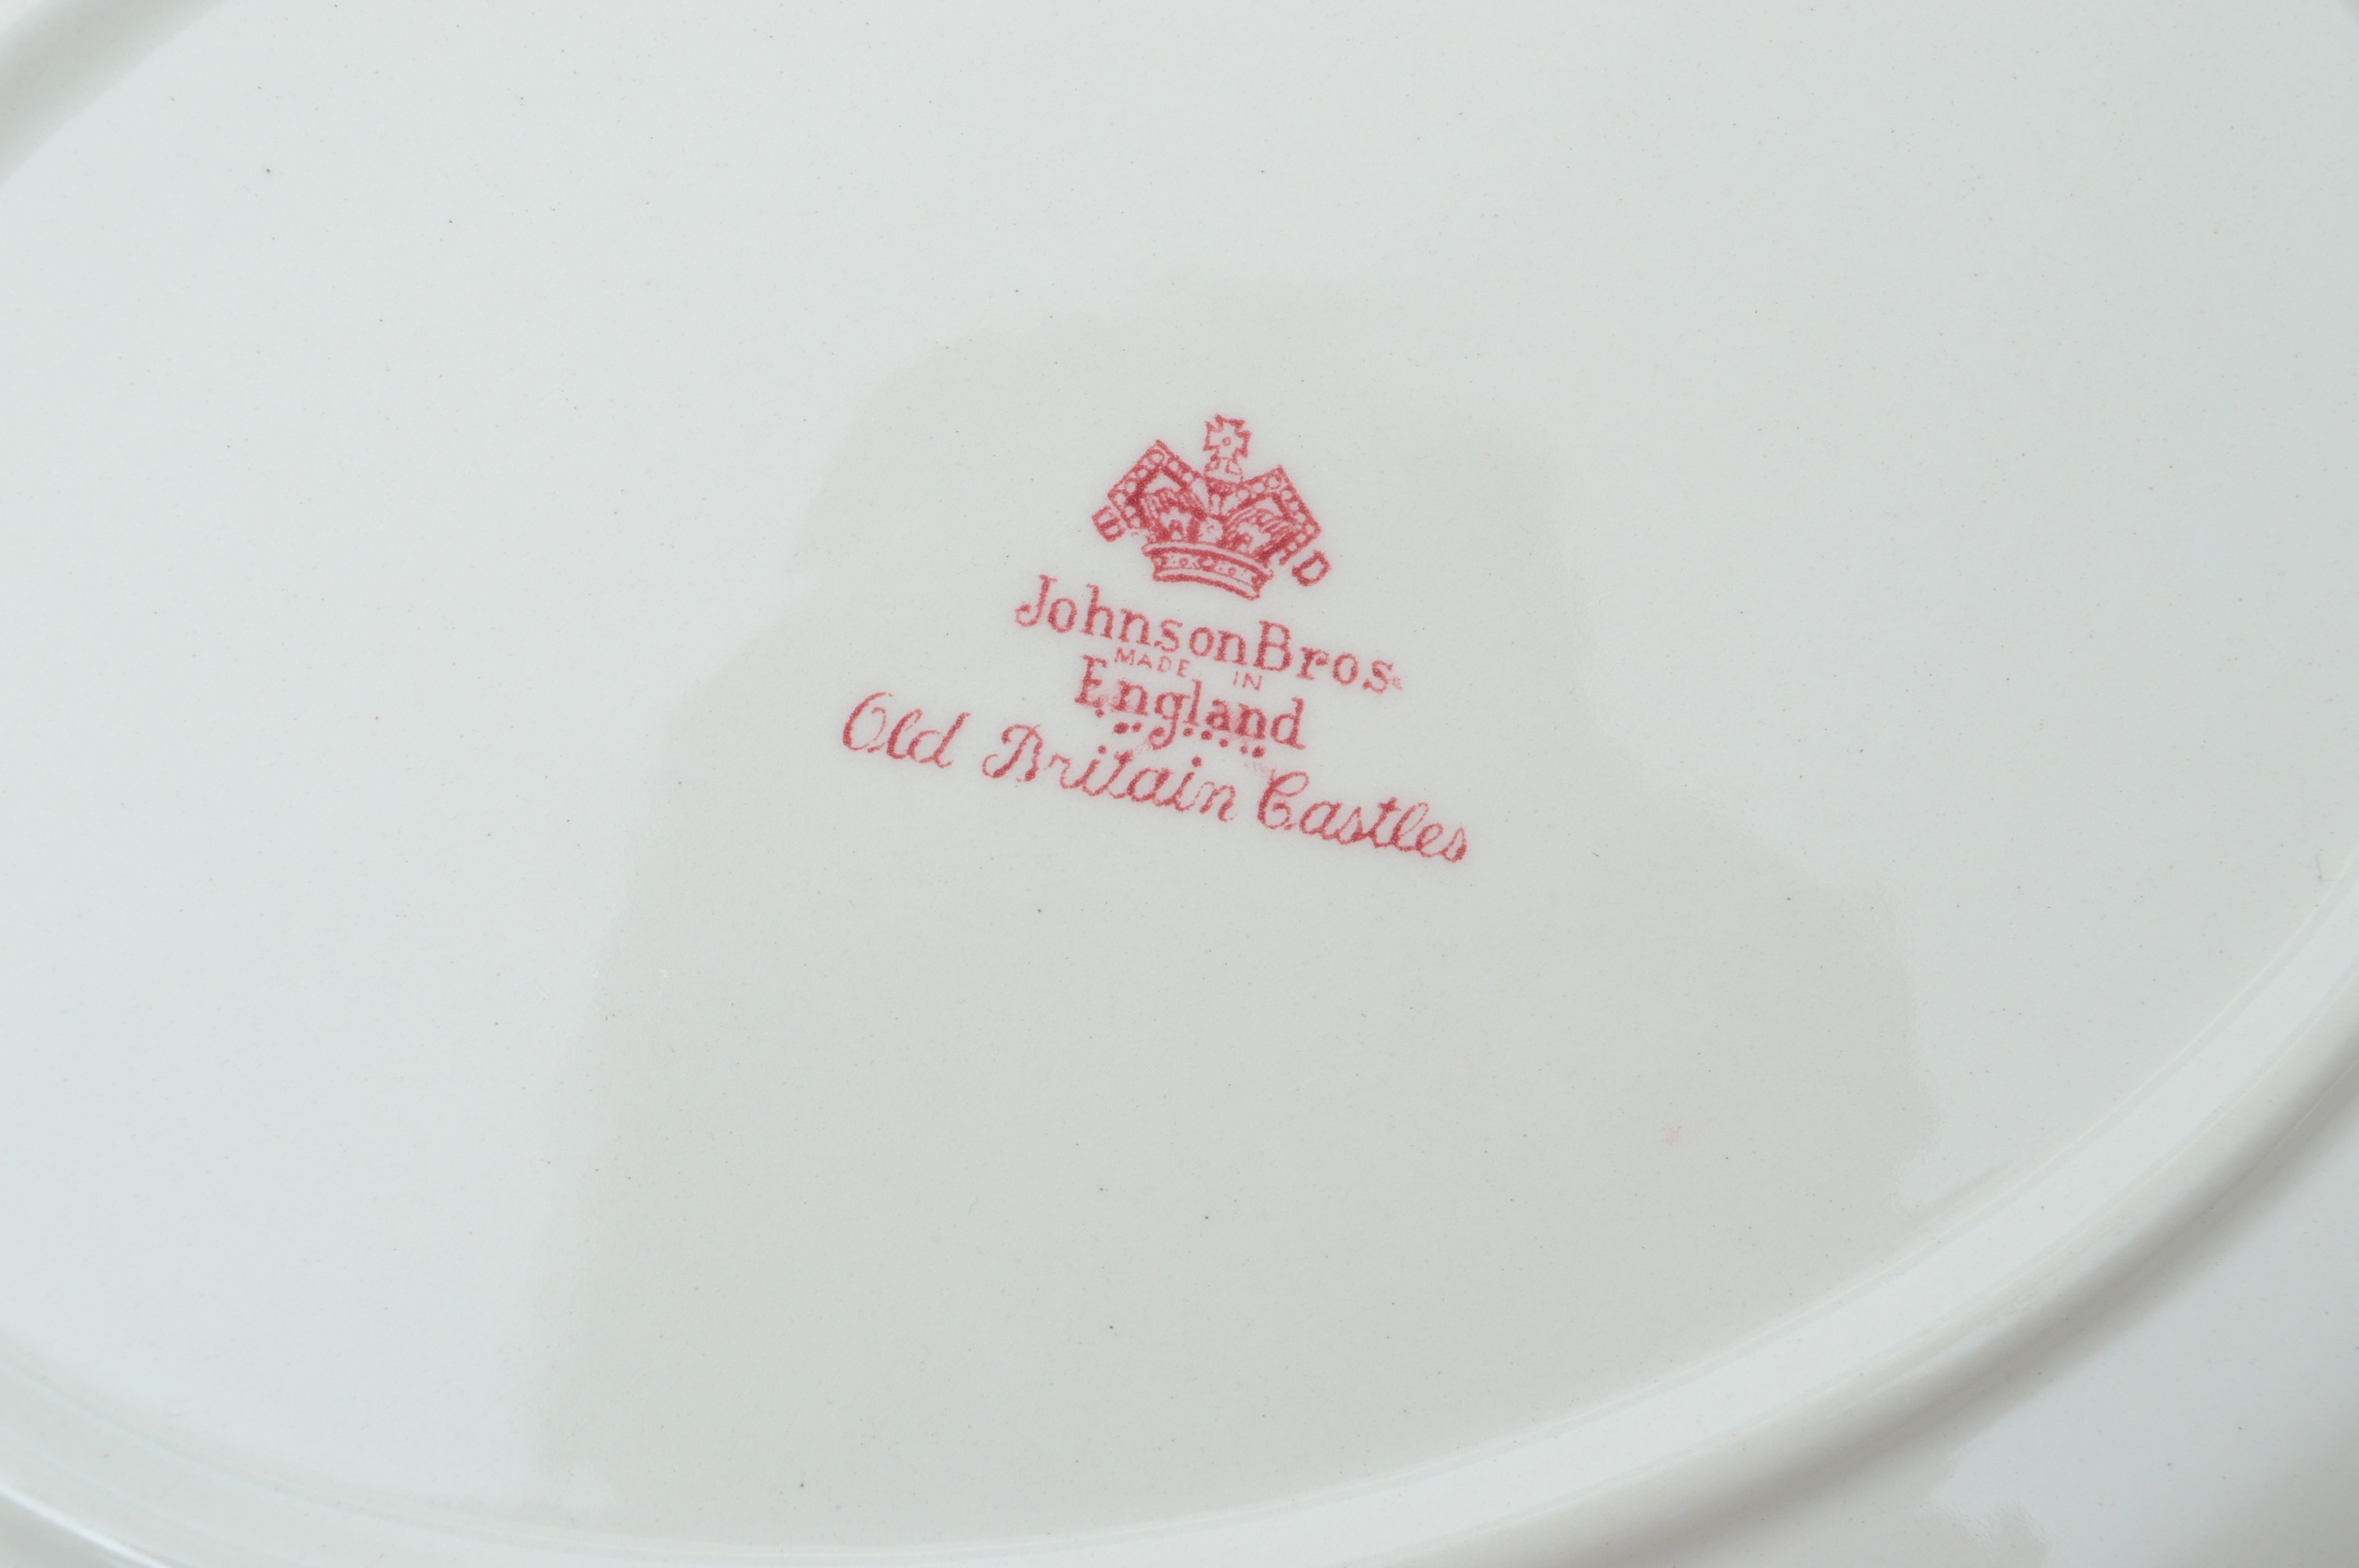 B D
Johnson Bros
MADE IN
England
Old Britain Castles